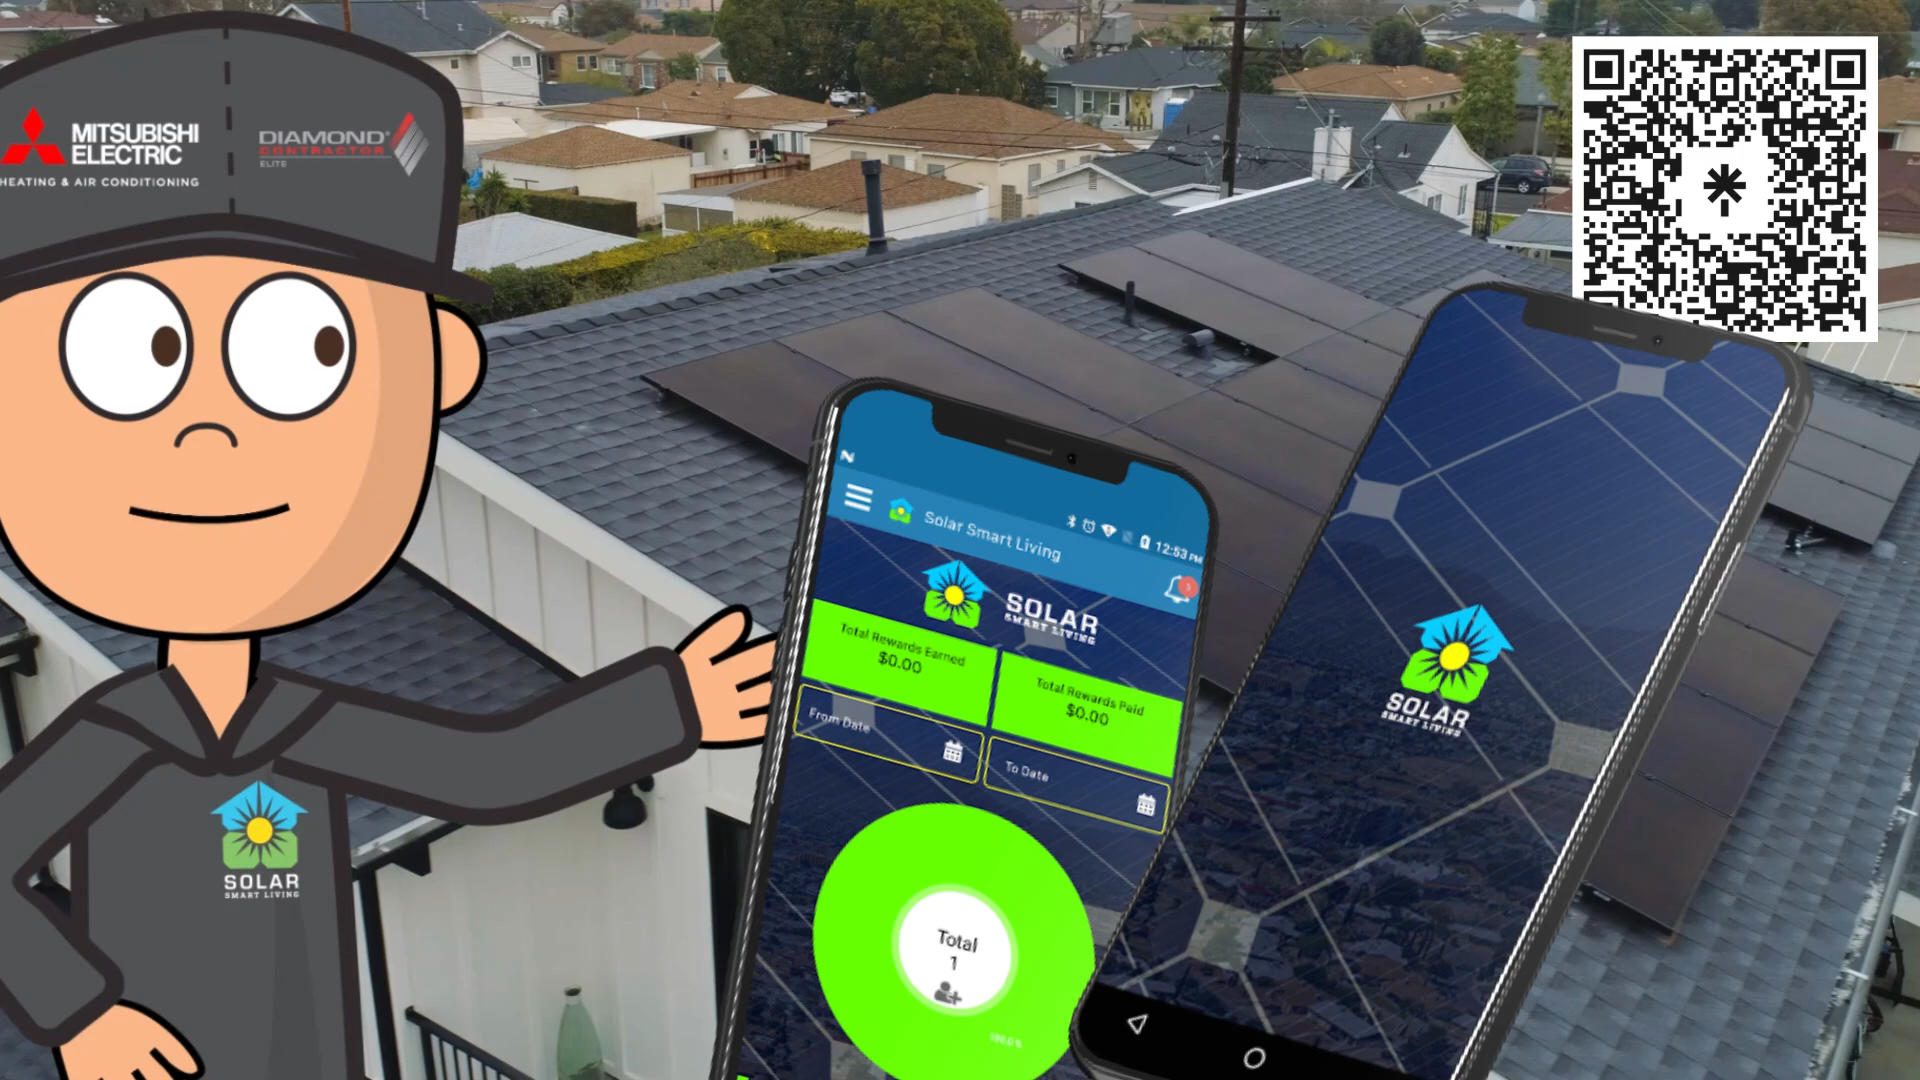 MITSUBISHI
ELECTRIC
HEATING & AIR CONDITIONING
DIAMOND
CONTRACTOR
ELITE
12:53 PM
Solar Smart Living
SOLAR
SMART LIVING
Total Rewards Earned
$0.00
Total Rewards Paid
$0.00
From Date
To Date
Total
1
100.0 %
SOLAR
SMART LIVING
SOLAR
SMART LIVING